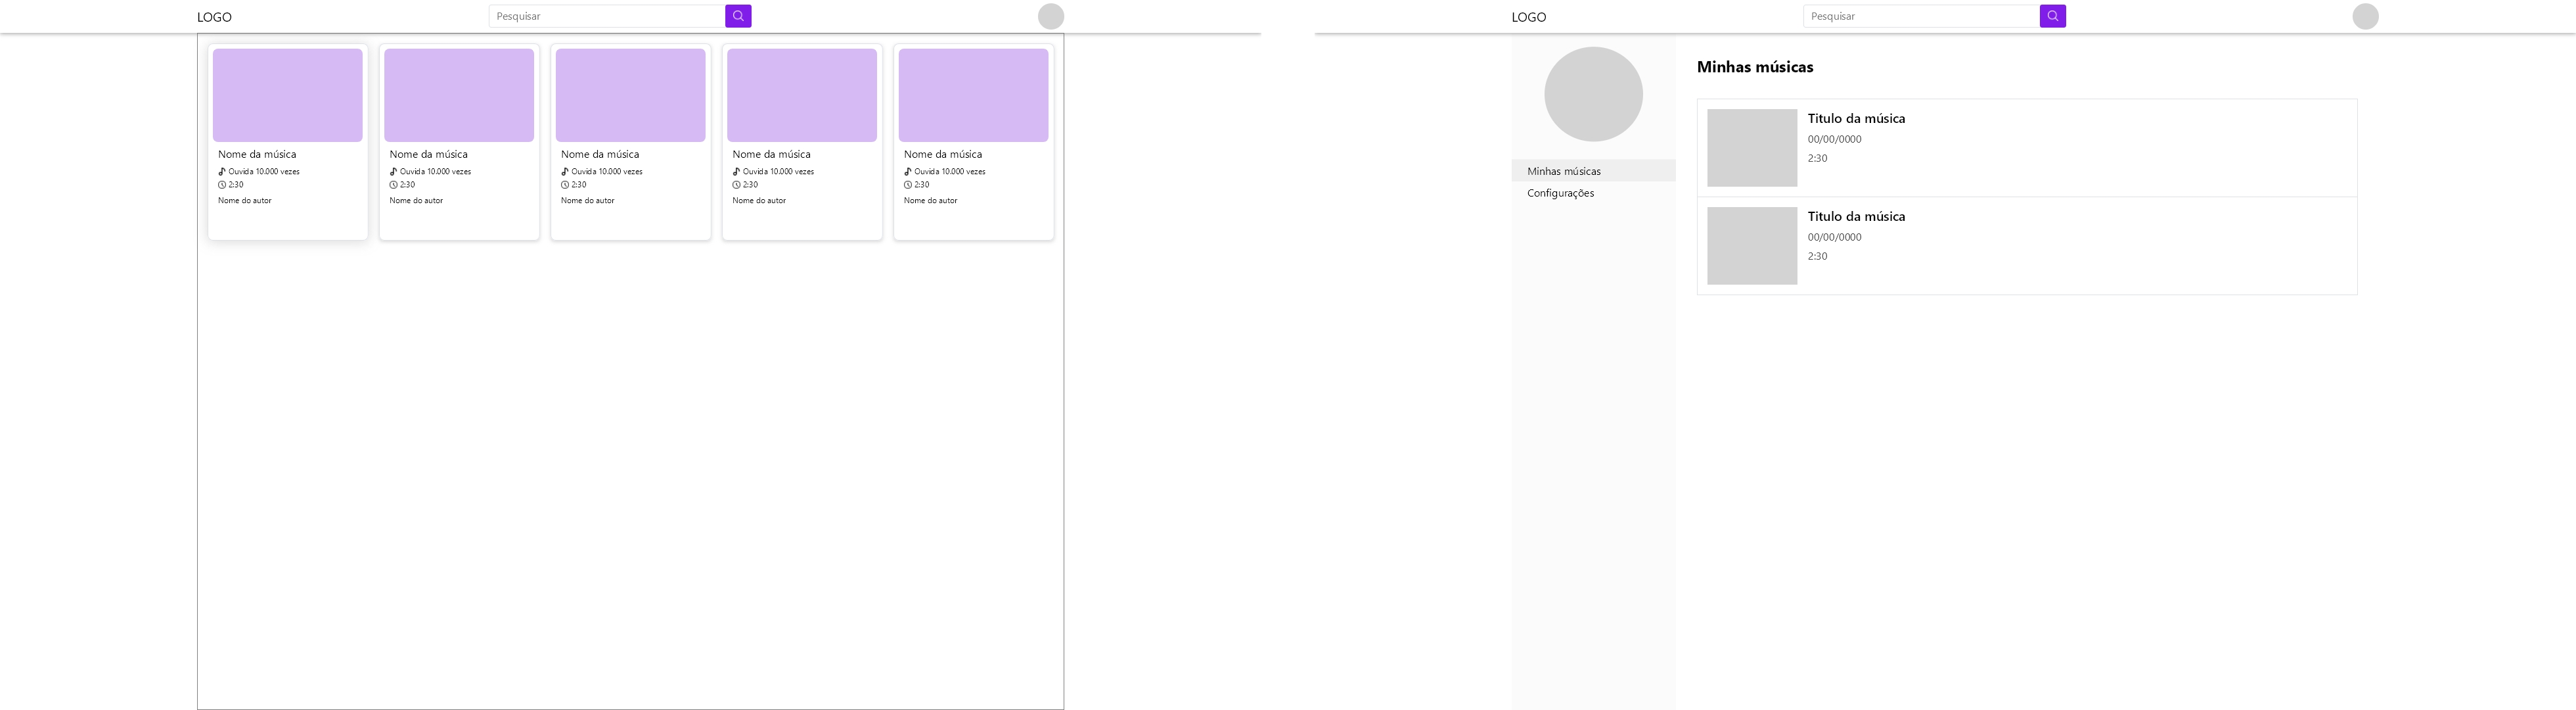 LOGO
Pesquisar
Nome da música
Ouvida 10.000 vezes
2:30
Nome do autor
Nome da música
Ouvida 10.000 vezes
2:30
Nome do autor
Nome da música
Ouvida 10.000 vezes
2:30
Nome do autor
Nome da música
Ouvida 10.000 vezes
2:30
Nome do autor
Nome da música
Ouvida 10.000 vezes
2:30
Nome do autor
LOGO
Pesquisar
Minhas músicas
Configurações
Minhas músicas
Titulo da música
00/00/0000
2:30
Titulo da música
00/00/0000
2:30